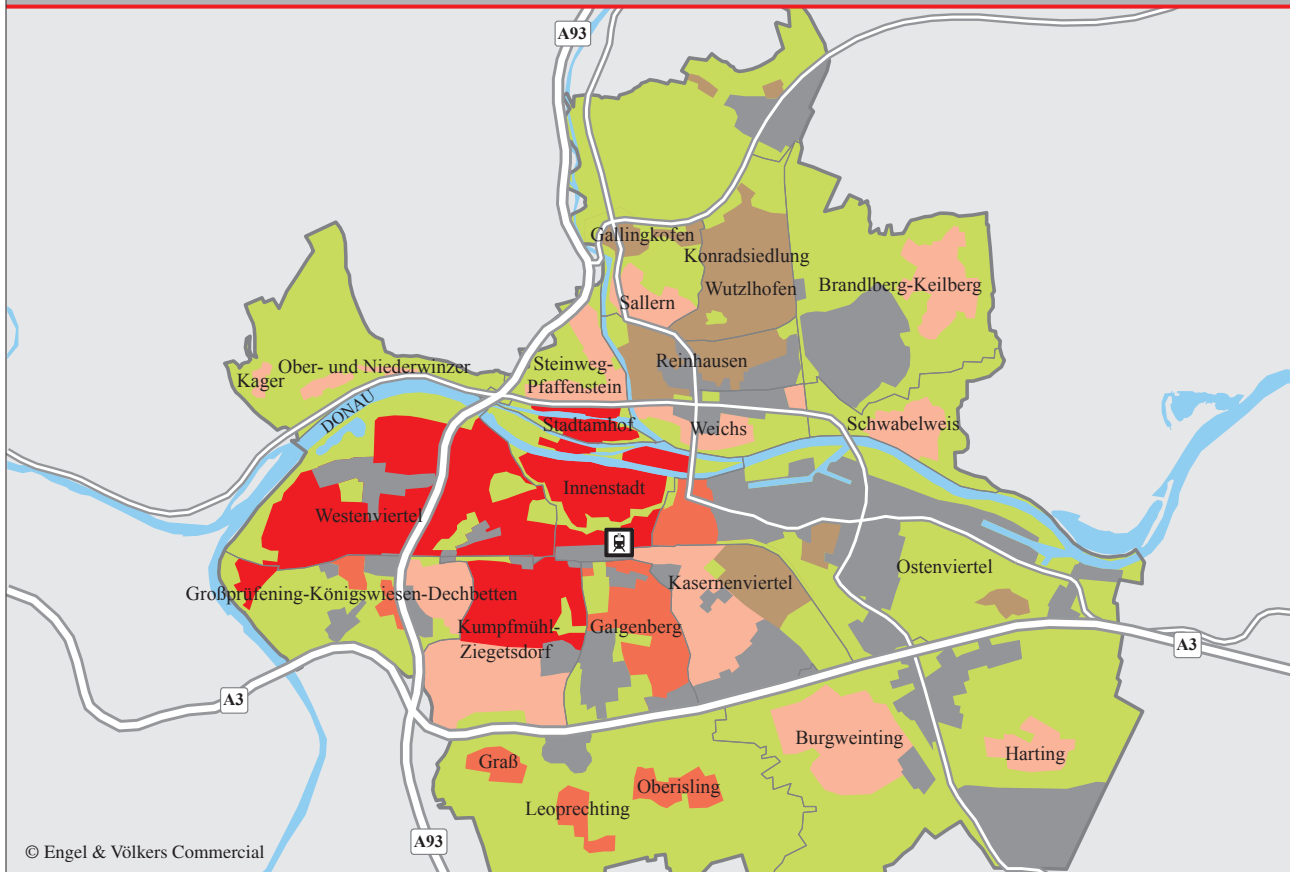 A93
Gallingkofen
Konradsiedlung
Wutzlhofen
Brandlberg-Keilberg
Sallern
Reinhausen
Steinweg-
Pfaffenstein
Ober- und Niederwinzer
Kager
DONAU
Stadtamhof
Weichs
Schwabelweis
Innenstadt
Westenviertel
Ostenviertel
Kasernenviertel
Großprüfening-Königswiesen-Dechbetten
Kumpfmühl-
Ziegetsdorf
Galgenberg
A3
A3
Burgweinting
Harting
Graß
Oberisling
Leoprechting
A93
© Engel & Völkers Commercial